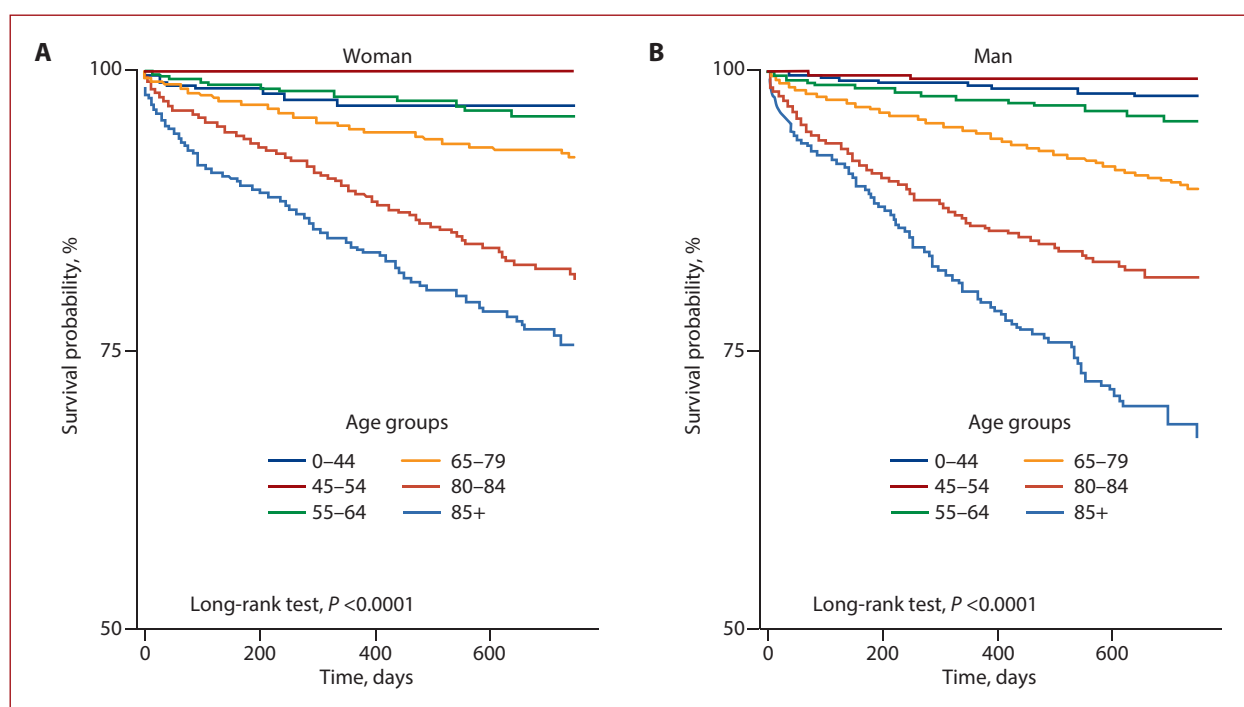 A
Woman
100
75
50
Survival probability, %
Age groups
0–44
65–79
45–54
80–84
55–64
85+
Long-rank test, P <0.0001
0 200 400 600
Time, days
B
Man
100
75
50
Survival probability, %
Age groups
0–44
65–79
45–54
80–84
55–64
85+
Long-rank test, P <0.0001
0 200 400 600
Time, days